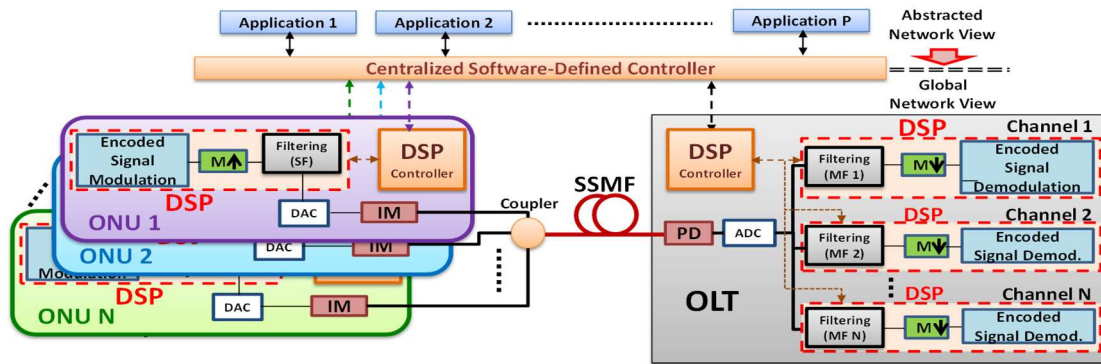 Application 1
Application 2
Application P
Abstracted
Network View
Centralized Software-Defined Controller
Global
Network View
Encoded
Signal
Modulation
M
Filtering
(SF)
DSP
Controller
DSP
DAC
IM
ONU 1
DAC
IM
ONU 2
Modulation
DSP
DAC
IM
ONU N
Coupler
SSMF
OLT
PD
ADC
DSP
Controller
DSP
Channel 1
Filtering
(MF 1)
M
Encoded
Signal
Demodulation
DSP
Channel 2
Filtering
(MF 2)
M
Encoded
Signal Demod.
DSP
Channel N
Filtering
(MF N)
M
Encoded
Signal Demod.